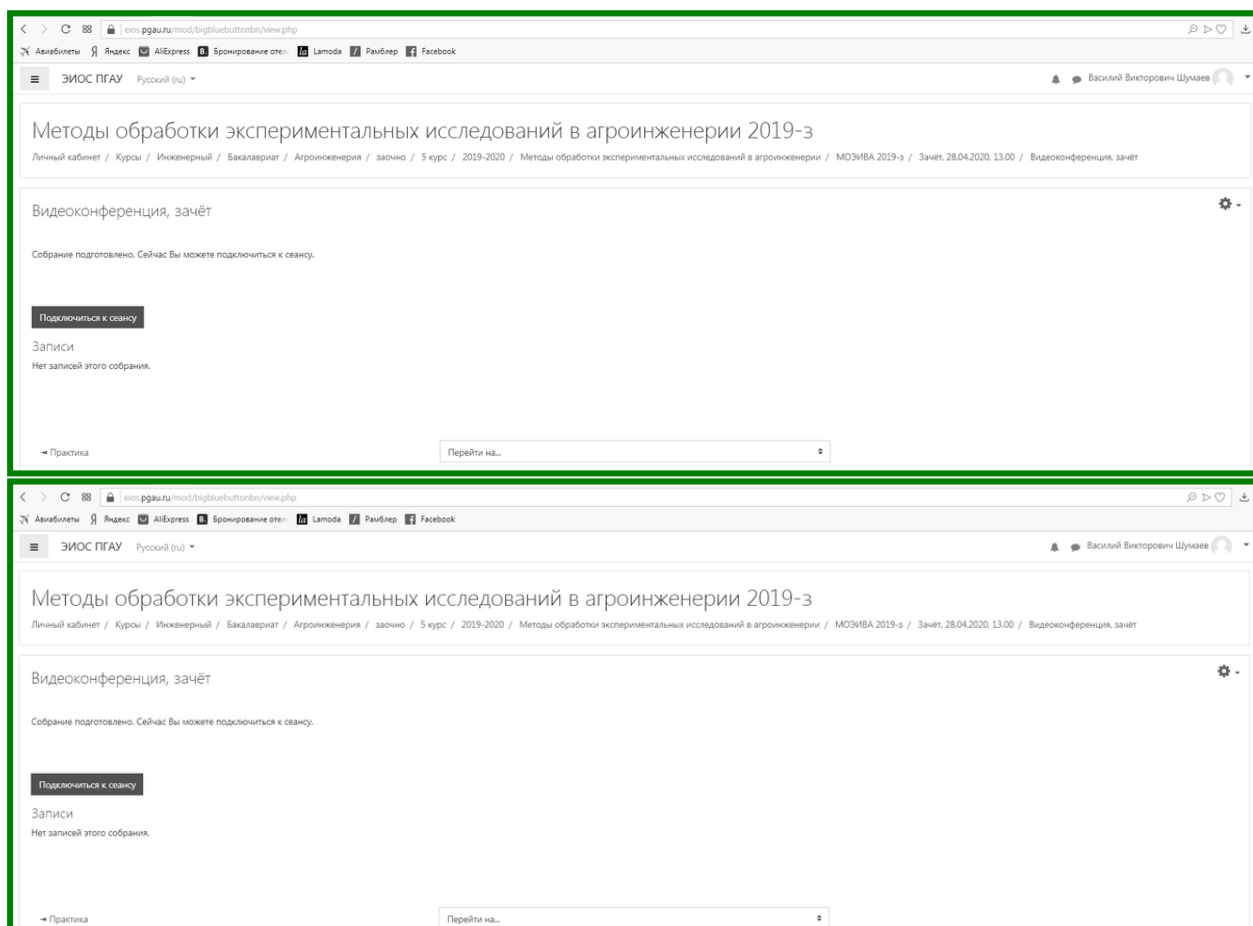 eios.pgau.ru/mod/bigbluebuttonbn/view.php
Авиабилеты Яндекс AliExpress Бронирование отел Lamoda Рамблер Facebook
ЭИОС ПГАУ Русский (ru) Василий Викторович Шумаев
Методы обработки экспериментальных исследований в агроинженерии 2019-з
Личный кабинет / Курсы / Инженерный / Бакалавриат / Агроинженерия / заочно / 5 курс / 2019-2020 / Методы обработки экспериментальных исследований в агроинженерии / МОЭИВА 2019-з / Зачёт, 28.04.2020, 13.00 / Видеоконференция, зачёт
Видеоконференция, зачёт
Собрание подготовлено. Сейчас Вы можете подключиться к сеансу.
Подключиться к сеансу
Записи
Нет записей этого собрания.
◄ Практика Перейти на...
eios.pgau.ru/mod/bigbluebuttonbn/view.php
Авиабилеты Яндекс AliExpress Бронирование отел Lamoda Рамблер Facebook
ЭИОС ПГАУ Русский (ru) Василий Викторович Шумаев
Методы обработки экспериментальных исследований в агроинженерии 2019-з
Личный кабинет / Курсы / Инженерный / Бакалавриат / Агроинженерия / заочно / 5 курс / 2019-2020 / Методы обработки экспериментальных исследований в агроинженерии / МОЭИВА 2019-з / Зачёт, 28.04.2020, 13.00 / Видеоконференция, зачёт
Видеоконференция, зачёт
Собрание подготовлено. Сейчас Вы можете подключиться к сеансу.
Подключиться к сеансу
Записи
Нет записей этого собрания.
◄ Практика Перейти на...